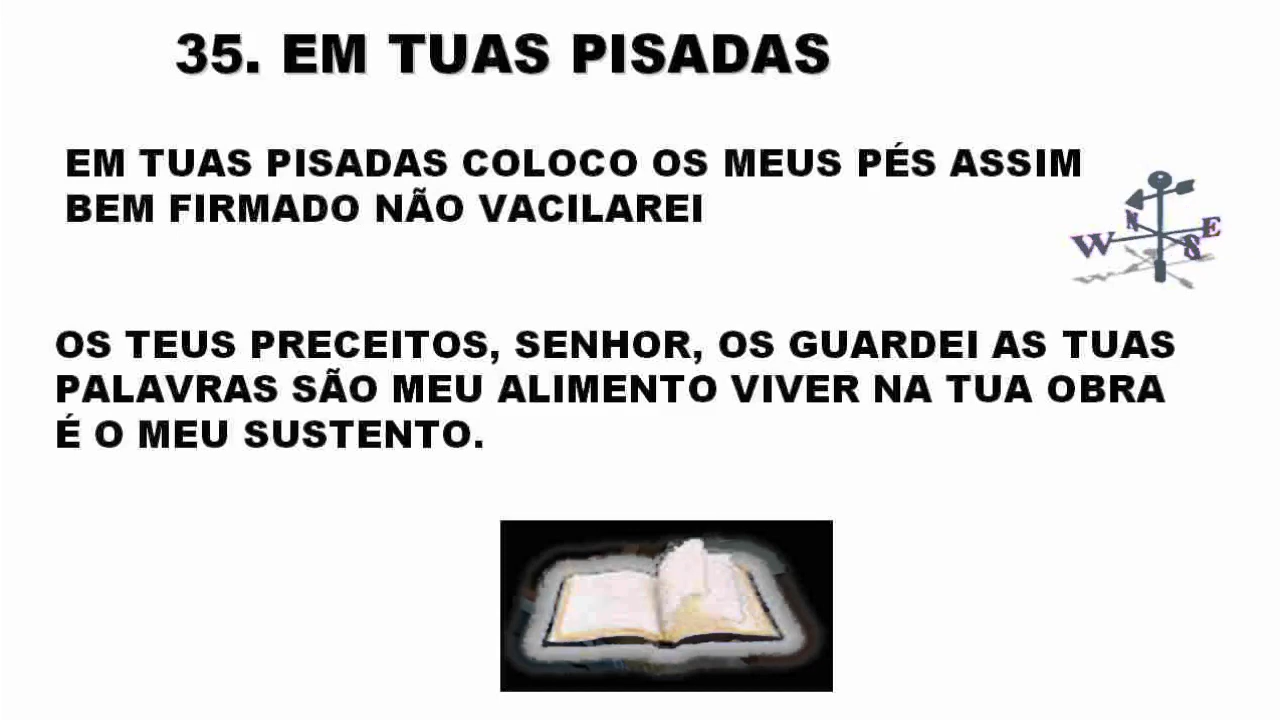 35. EM TUAS PISADAS
EM TUAS PISADAS COLOCO OS MEUS PÉS ASSIM
BEM FIRMADO NÃO VACILAREI
N
W E
S
OS TEUS PRECEITOS, SENHOR, OS GUARDEI AS TUAS
PALAVRAS SÃO MEU ALIMENTO VIVER NA TUA OBRA
É O MEU SUSTENTO.